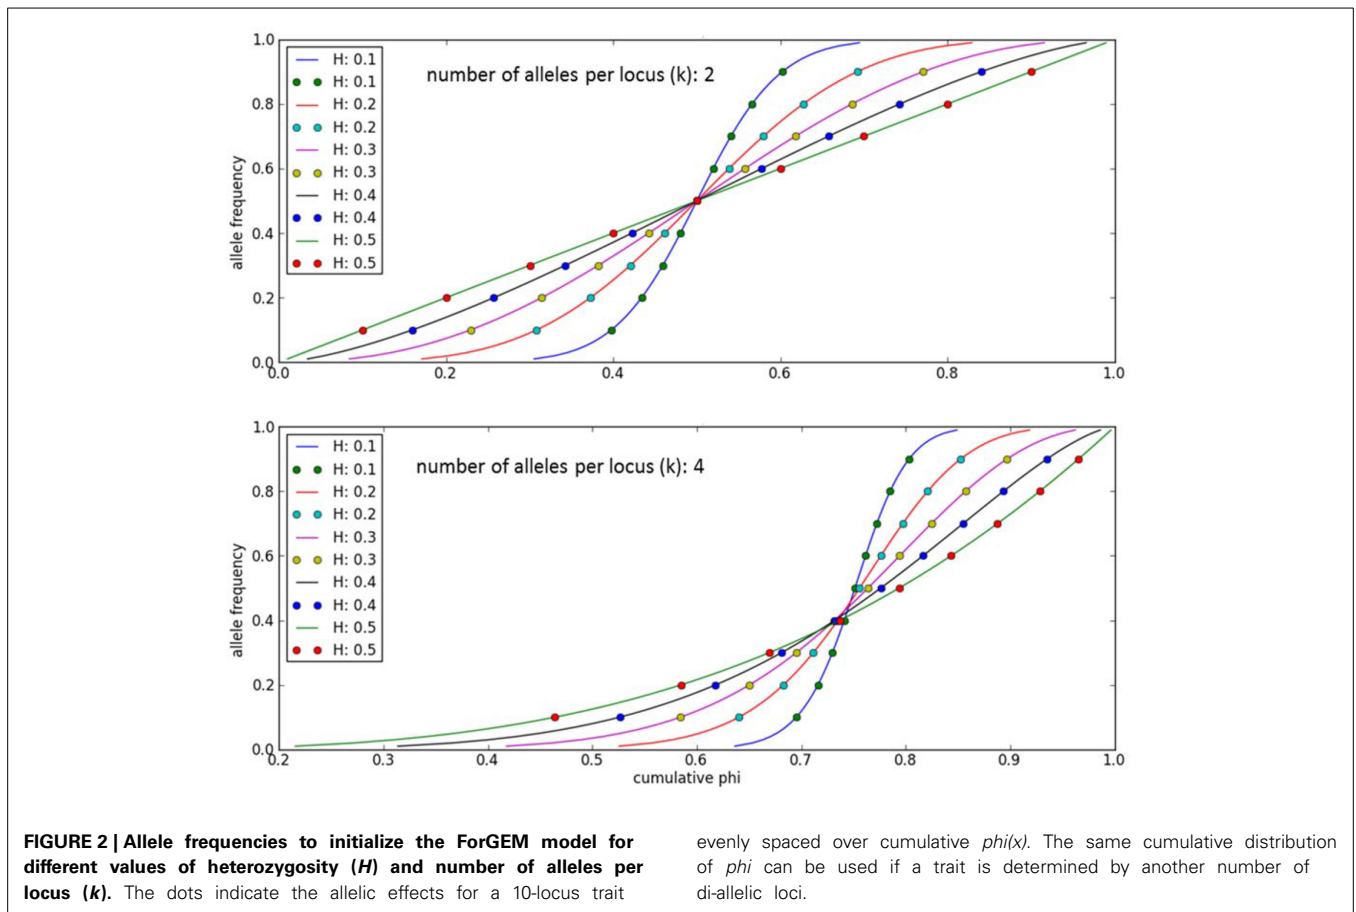 number of alleles per locus (k): 2
H: 0.1
H: 0.1
H: 0.2
H: 0.2
H: 0.3
H: 0.3
H: 0.4
H: 0.4
H: 0.5
H: 0.5
allele frequency
1.0
0.8
0.6
0.4
0.2
0.0
0.0
0.2
0.4
0.6
0.8
1.0
number of alleles per locus (k): 4
H: 0.1
H: 0.1
H: 0.2
H: 0.2
H: 0.3
H: 0.3
H: 0.4
H: 0.4
H: 0.5
H: 0.5
allele frequency
1.0
0.8
0.6
0.4
0.2
0.0
0.2
0.3
0.4
0.5
0.6
0.7
0.8
0.9
1.0
cumulative phi
FIGURE 2 | Allele frequencies to initialize the ForGEM model for
different values of heterozygosity (H) and number of alleles per
locus (k). The dots indicate the allelic effects for a 10-locus trait
evenly spaced over cumulative phi(x). The same cumulative distribution
of phi can be used if a trait is determined by another number of
di-allelic loci.